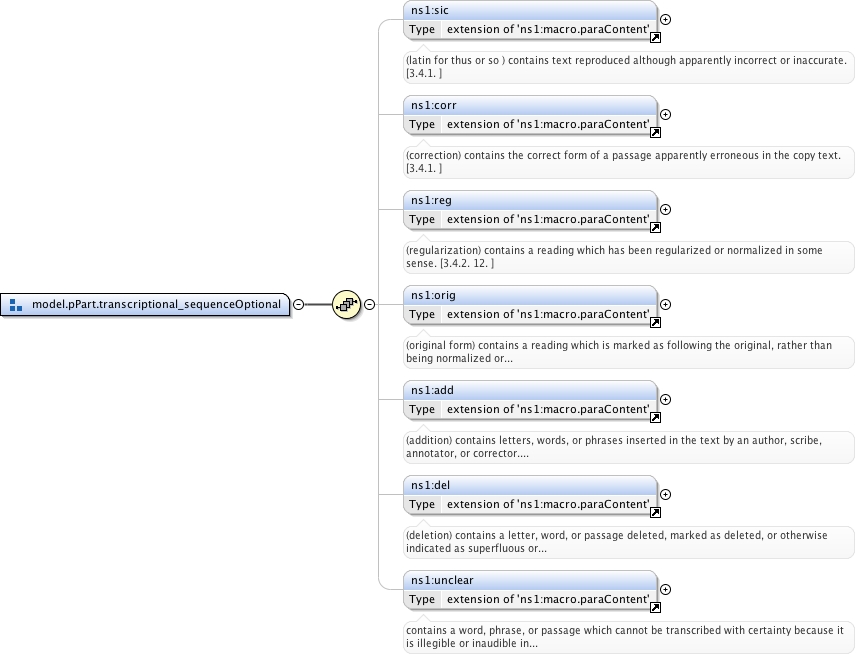 ns1:sic
Type extension of 'ns1:macro.paraContent'
(latin for thus or so ) contains text reproduced although apparently incorrect or inaccurate.
[3.4.1. ]
ns1:corr
Type extension of 'ns1:macro.paraContent'
(correction) contains the correct form of a passage apparently erroneous in the copy text.
[3.4.1. ]
ns1:reg
Type extension of 'ns1:macro.paraContent'
(regularization) contains a reading which has been regularized or normalized in some
sense. [3.4.2. 12. ]
model.pPart.transcriptional_sequenceOptional
ns1:orig
Type extension of 'ns1:macro.paraContent'
(original form) contains a reading which is marked as following the original, rather than
being normalized or...
ns1:add
Type extension of 'ns1:macro.paraContent'
(addition) contains letters, words, or phrases inserted in the text by an author, scribe,
annotator, or corrector....
ns1:del
Type extension of 'ns1:macro.paraContent'
(deletion) contains a letter, word, or passage deleted, marked as deleted, or otherwise
indicated as superfluous or...
ns1:unclear
Type extension of 'ns1:macro.paraContent'
contains a word, phrase, or passage which cannot be transcribed with certainty because it
is illegible or inaudible in...